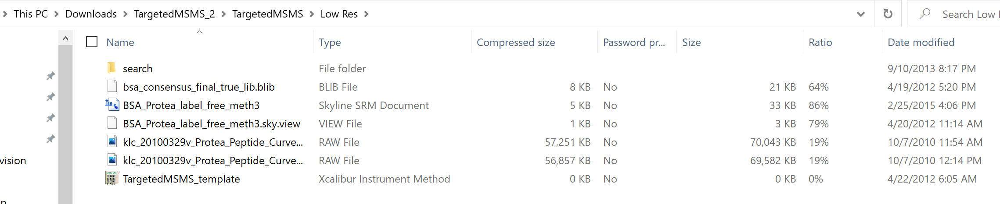 This PC > Downloads > TargetedMSMS_2 > TargetedMSMS > Low Res >
Search Low
Name Type Compressed size Password pr... Size Ratio Date modified
search File folder 9/10/2013 8:17 PM
bsa_consensus_final_true_lib.blib BLIB File 8 KB No 21 KB 64% 4/19/2012 5:20 PM
BSA_Protea_label_free_meth3 Skyline SRM Document 5 KB No 33 KB 86% 2/25/2015 4:06 PM
BSA_Protea_label_free_meth3.sky.view VIEW File 1 KB No 3 KB 79% 4/20/2012 11:14 AM
klc_20100329v_Protea_Peptide_Curve... RAW File 57,251 KB No 70,043 KB 19% 10/7/2010 11:54 AM
vision
klc_20100329v_Protea_Peptide_Curve... RAW File 56,857 KB No 69,582 KB 19% 10/7/2010 12:14 PM
TargetedMSMS_template Xcalibur Instrument Method 0 KB No 0 KB 0% 4/22/2012 6:05 AM